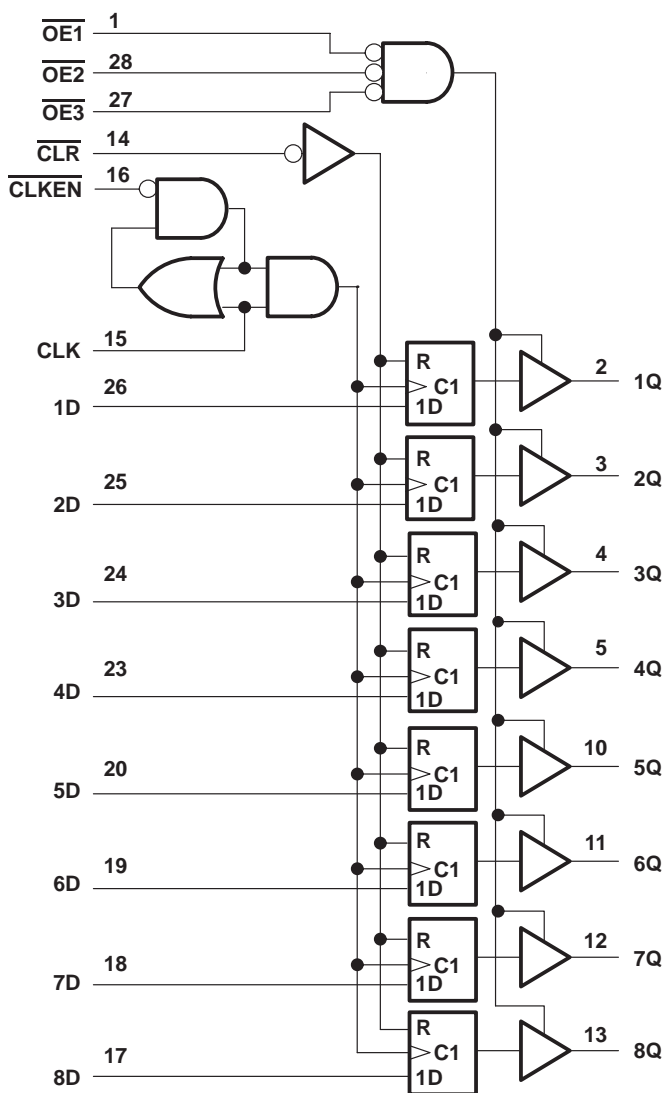 OE1 1
OE2 28
OE3 27
CLR 14
CLKEN 16
CLK 15
1D 26
R
C1
1D
2 1Q
2D 25
R
C1
1D
3 2Q
3D 24
R
C1
1D
4 3Q
4D 23
R
C1
1D
5 4Q
5D 20
R
C1
1D
10 5Q
6D 19
R
C1
1D
11 6Q
7D 18
R
C1
1D
12 7Q
8D 17
R
C1
1D
13 8Q